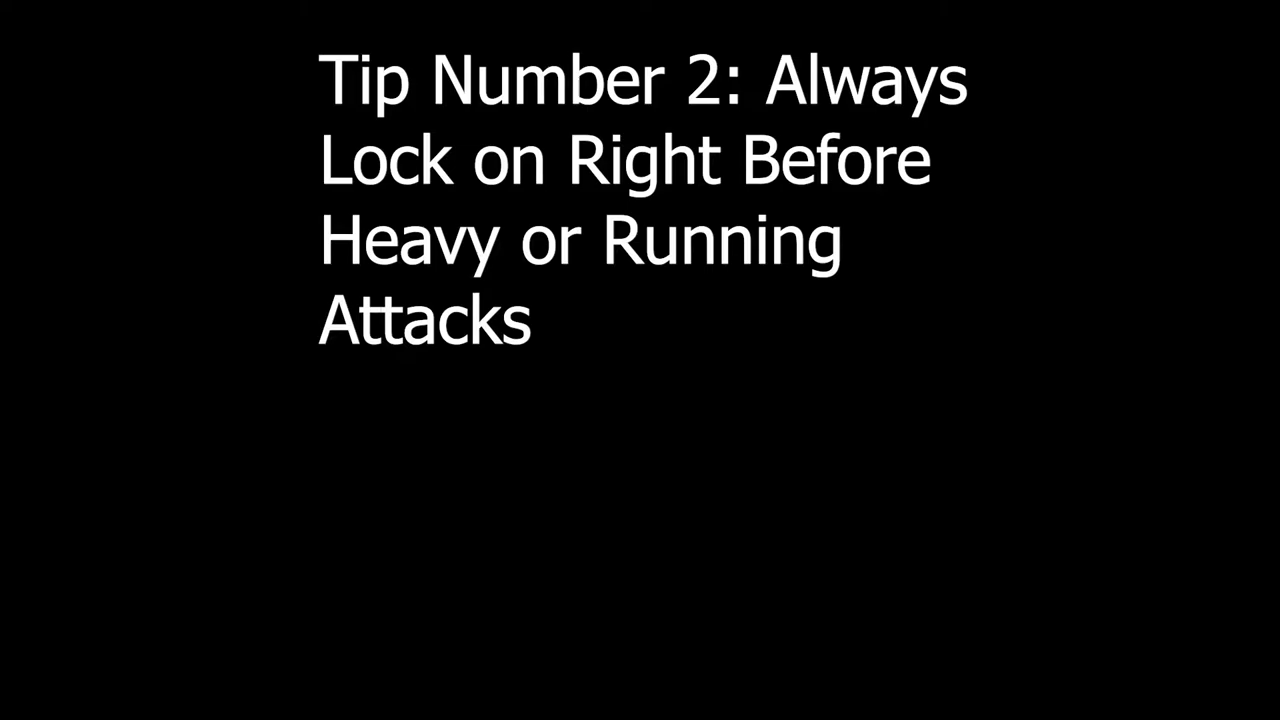 Tip Number 2: Always
Lock on Right Before
Heavy or Running
Attacks